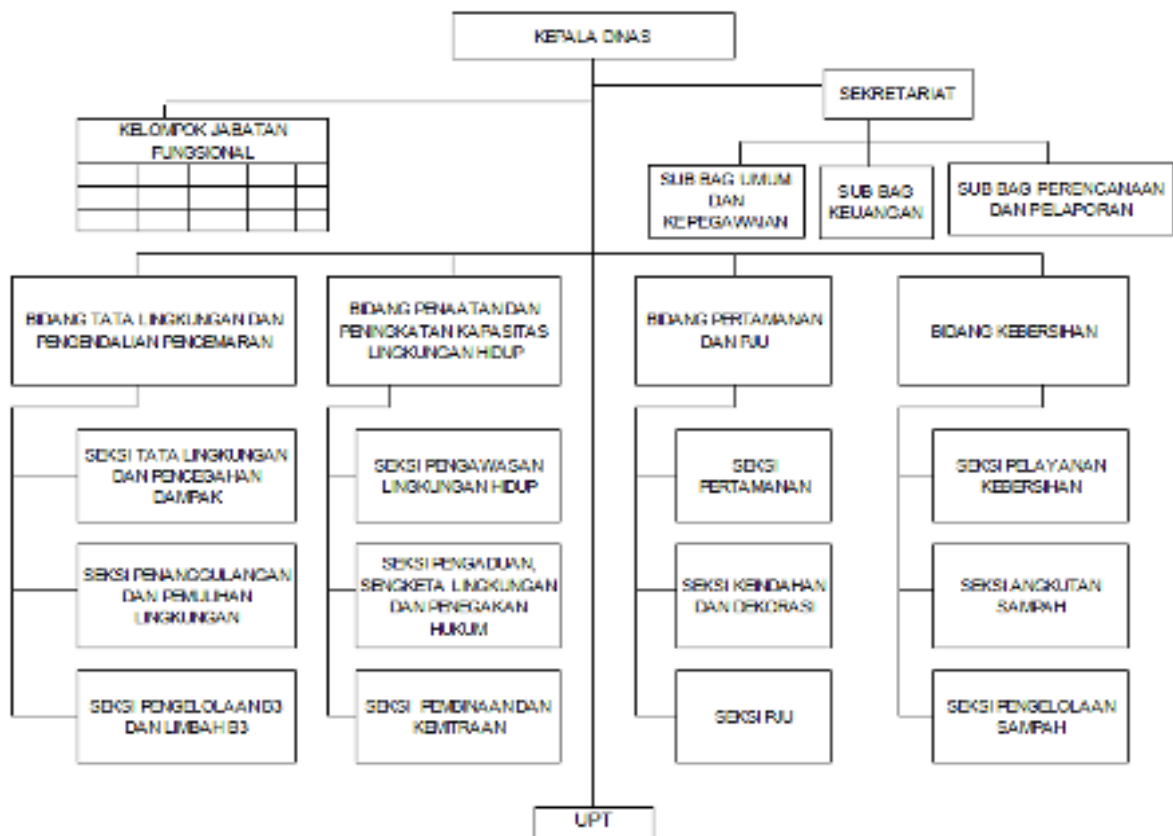 KEPALA DINAS
SEKRETARIAT
KELOMPOK JABATAN
FUNGSIONAL
SUB BAG UMUM
DAN
KEPEGAWAIAN
SUB BAG
KEUANGAN
SUB BAG PERENCANAAN
DAN PELAPORAN
BIDANG TATA LINGKUNGAN DAN
PENGENDALIAN PENCEMARAN
BIDANG PENAATAN DAN
PENINGKATAN KAPASITAS
LINGKUNGAN HIDUP
BIDANG PERTAMANAN
DAN PJU
BIDANG KEBERSIHAN
SEKSI TATA LINGKUNGAN
DAN PENCEGAHAN
DAMPAK
SEKSI PENGAWASAN
LINGKUNGAN HIDUP
SEKSI
PERTAMANAN
SEKSI PELAYANAN
KEBERSIHAN
SEKSI PENANGGULANGAN
DAN PEMULIHAN
LINGKUNGAN
SEKSI PENGADUAN,
SENGKETA LINGKUNGAN
DAN PENEGAKAN
HUKUM
SEKSI KEINDAHAN
DAN DEKORASI
SEKSI ANGKUTAN
SAMPAH
SEKSI PENGELOLAAN B3
DAN LIMBAH B3
SEKSI PEMBINAAN DAN
KEMITRAAN
SEKSI PJU
SEKSI PENGELOLAAN
SAMPAH
UPT